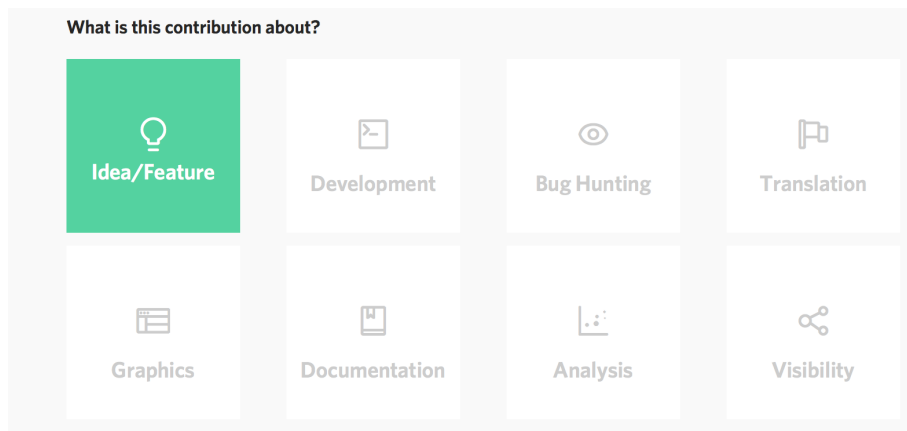 What is this contribution about?
Idea/Feature
Development
Bug Hunting
Translation
Graphics
Documentation
Analysis
Visibility